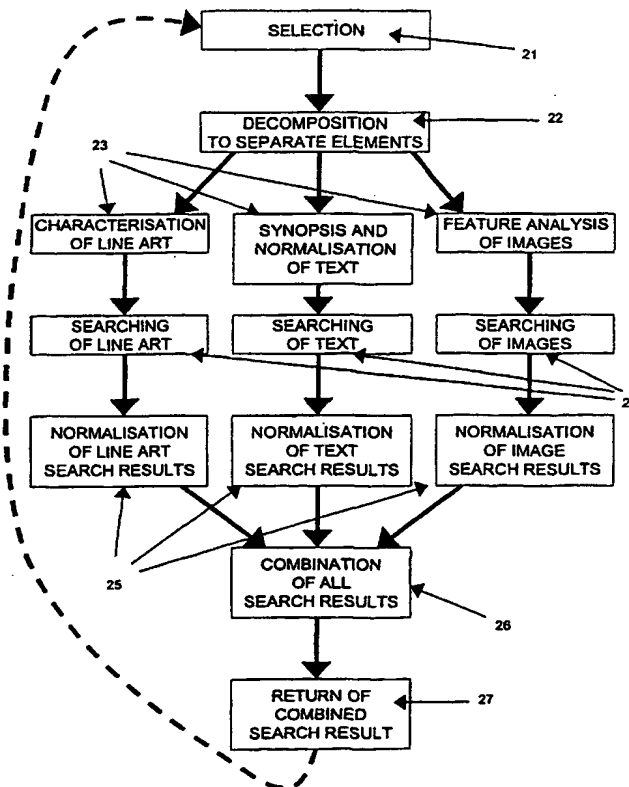 SELECTION
21
DECOMPOSITION
TO SEPARATE ELEMENTS
22
23
CHARACTERISATION
OF LINE ART
SYNOPSIS AND
NORMALISATION
OF TEXT
FEATURE ANALYSIS
OF IMAGES
SEARCHING
OF LINE ART
SEARCHING
OF TEXT
SEARCHING
OF IMAGES
NORMALISATION
OF LINE ART
SEARCH RESULTS
NORMALISATION
OF TEXT
SEARCH RESULTS
NORMALISATION
OF IMAGE
SEARCH RESULTS
25
COMBINATION
OF ALL
SEARCH RESULTS
26
RETURN OF
COMBINED
SEARCH RESULT
27